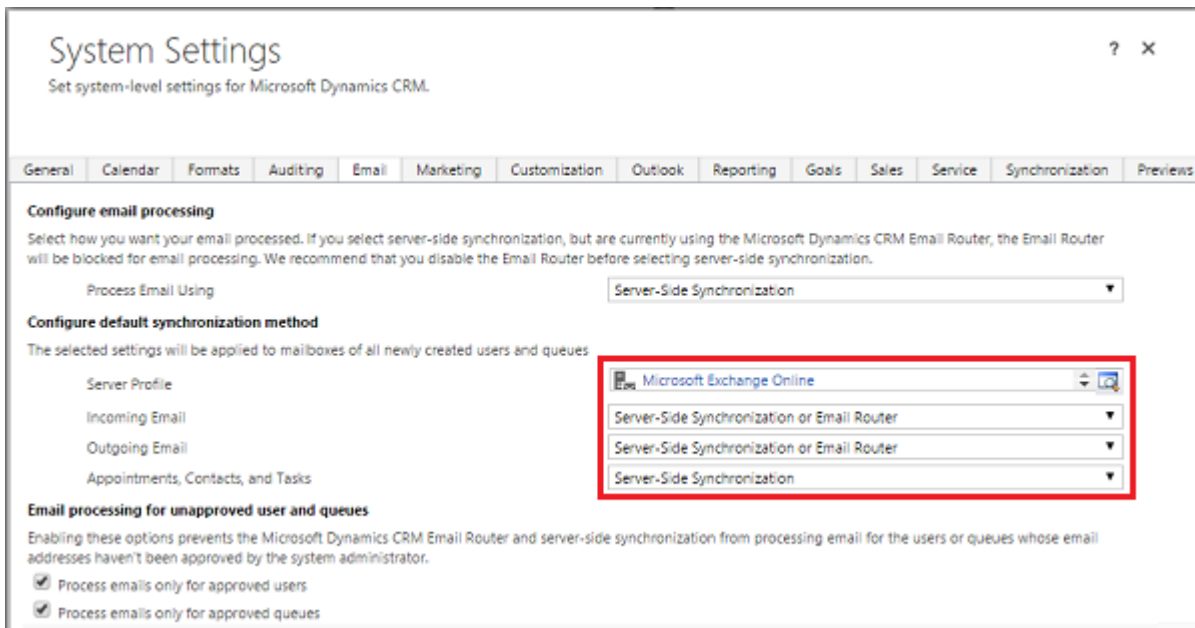 System Settings
? ×
Set system-level settings for Microsoft Dynamics CRM.
General Calendar Formats Auditing Email Marketing Customization Outlook Reporting Goals Sales Service Synchronization Previews
Configure email processing
Select how you want your email processed. If you select server-side synchronization, but are currently using the Microsoft Dynamics CRM Email Router, the Email Router
will be blocked for email processing. We recommend that you disable the Email Router before selecting server-side synchronization.
Process Email Using Server-Side Synchronization
Configure default synchronization method
The selected settings will be applied to mailboxes of all newly created users and queues
Server Profile Microsoft Exchange Online
Incoming Email Server-Side Synchronization or Email Router
Outgoing Email Server-Side Synchronization or Email Router
Appointments, Contacts, and Tasks Server-Side Synchronization
Email processing for unapproved user and queues
Enabling these options prevents the Microsoft Dynamics CRM Email Router and server-side synchronization from processing email for the users or queues whose email
addresses haven't been approved by the system administrator.
Process emails only for approved users
Process emails only for approved queues